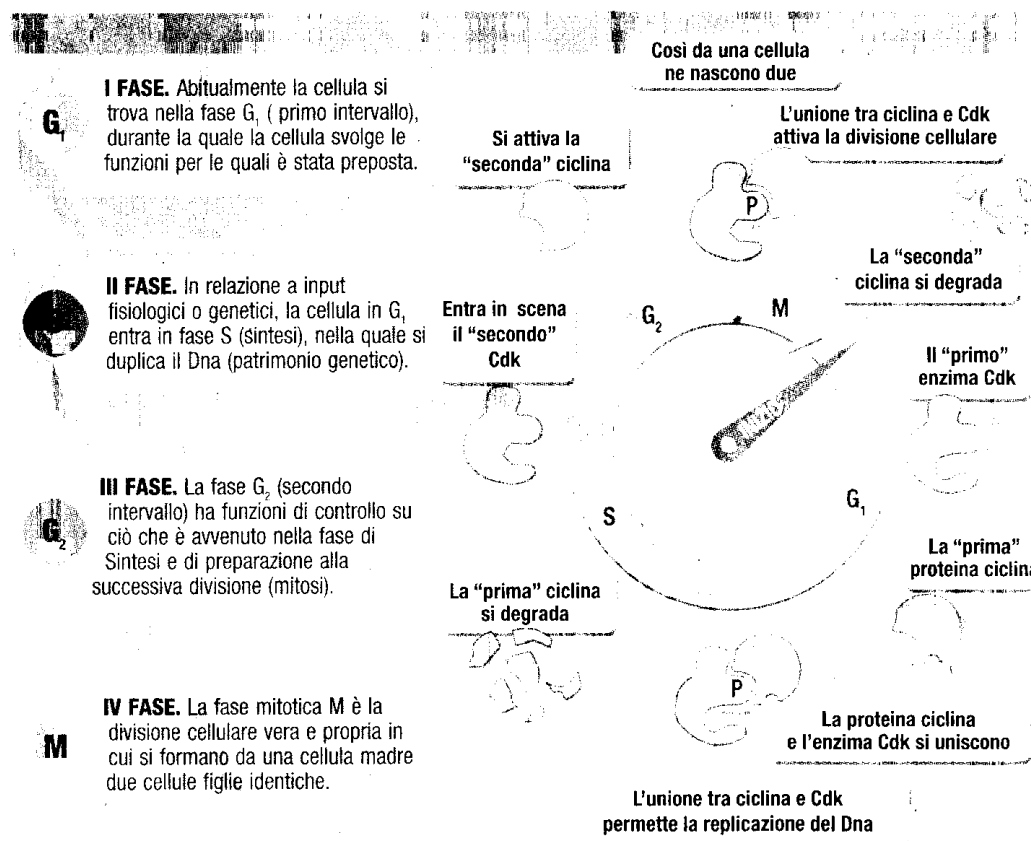 I FASE. Abitualmente la cellula si
trova nella fase G₁ ( primo intervallo),
durante la quale la cellula svolge le
funzioni per le quali è stata preposta.
G₁
II FASE. In relazione a input
fisiologici o genetici, la cellula in G₁
entra in fase S (sintesi), nella quale si
duplica il Dna (patrimonio genetico).
III FASE. La fase G₂ (secondo
intervallo) ha funzioni di controllo su
ciò che è avvenuto nella fase di
Sintesi e di preparazione alla
successiva divisione (mitosi).
G₂
IV FASE. La fase mitotica M è la
divisione cellulare vera e propria in
cui si formano da una cellula madre
due cellule figlie identiche.
M
Così da una cellula
ne nascono due
L'unione tra ciclina e Cdk
attiva la divisione cellulare
Si attiva la
“seconda” ciclina
P
La “seconda”
ciclina si degrada
Entra in scena
il “secondo”
Cdk
G₂
M
Il “primo”
enzima Cdk
S
G₁
La “prima”
proteina ciclina
La “prima” ciclina
si degrada
P
La proteina ciclina
e l'enzima Cdk si uniscono
L'unione tra ciclina e Cdk
permette la replicazione del Dna